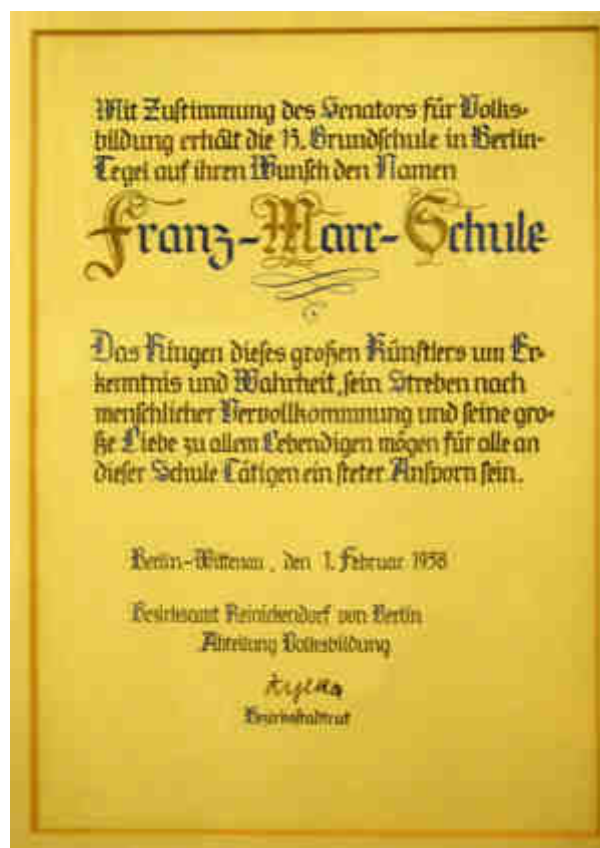 Mit Zustimmung des Senators für Volks-
bildung erhält die 13. Grundschule in Berlin-
Tegel auf ihren Wunsch den Namen
Franz-Marc-Schule
Das Ringen dieses großen Künstlers um Er-
kenntnis und Wahrheit, sein Streben nach
menschlicher Vervollkommnung und seine gro-
ße Liebe zu allem Lebendigen mögen für alle an
dieser Schule Tätigen ein steter Ansporn sein.
Berlin-Wittenau, den 1. Februar 1958
Bezirksamt Reinickendorf von Berlin
Abteilung Volksbildung
Bezirksstadtrat